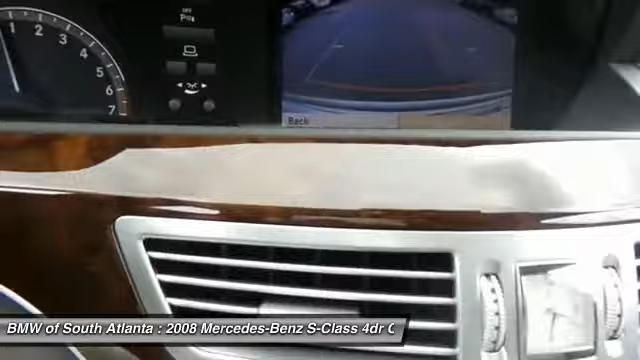 OFF
1 2 3 4 5 6 7
Back
BMW of South Atlanta : 2008 Mercedes-Benz S-Class 4dr